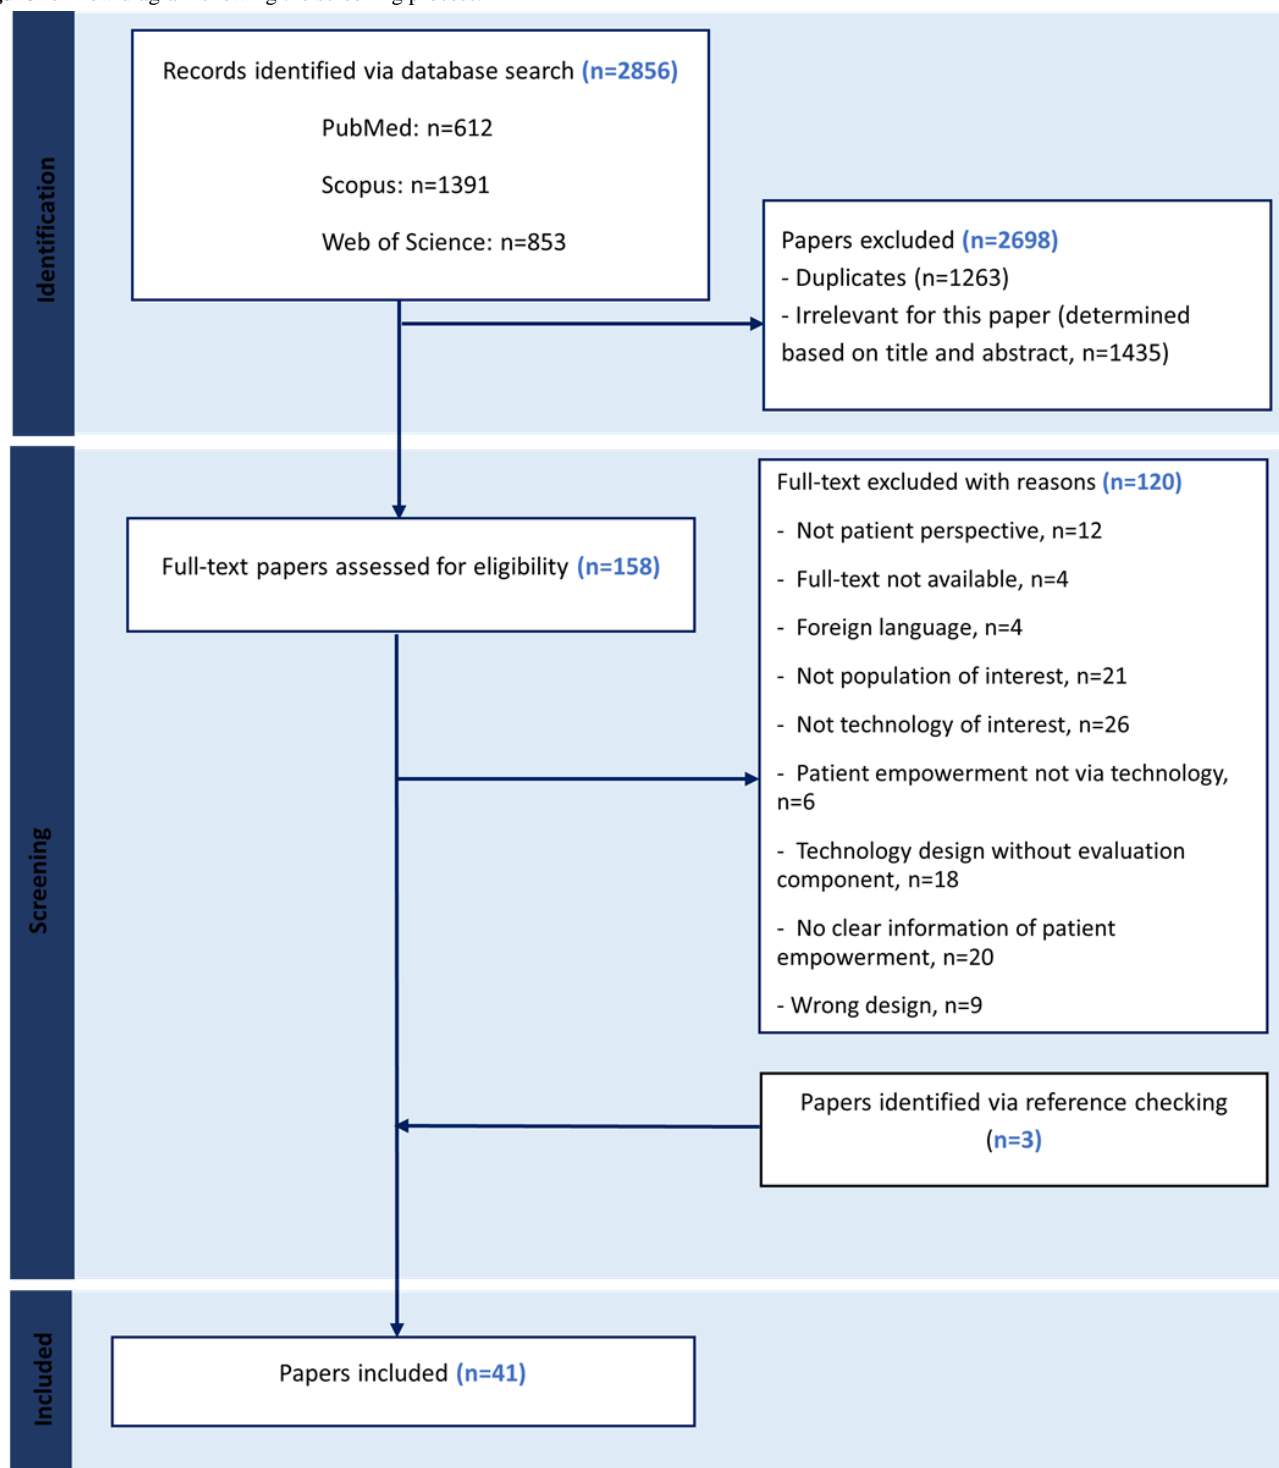 Identification
Records identified via database search (n=2856)
PubMed: n=612
Scopus: n=1391
Web of Science: n=853
Papers excluded (n=2698)
- Duplicates (n=1263)
- Irrelevant for this paper (determined
based on title and abstract, n=1435)
Screening
Full-text papers assessed for eligibility (n=158)
Full-text excluded with reasons (n=120)
- Not patient perspective, n=12
- Full-text not available, n=4
- Foreign language, n=4
- Not population of interest, n=21
- Not technology of interest, n=26
- Patient empowerment not via technology,
n=6
- Technology design without evaluation
component, n=18
- No clear information of patient
empowerment, n=20
- Wrong design, n=9
Papers identified via reference checking
(n=3)
Included
Papers included (n=41)